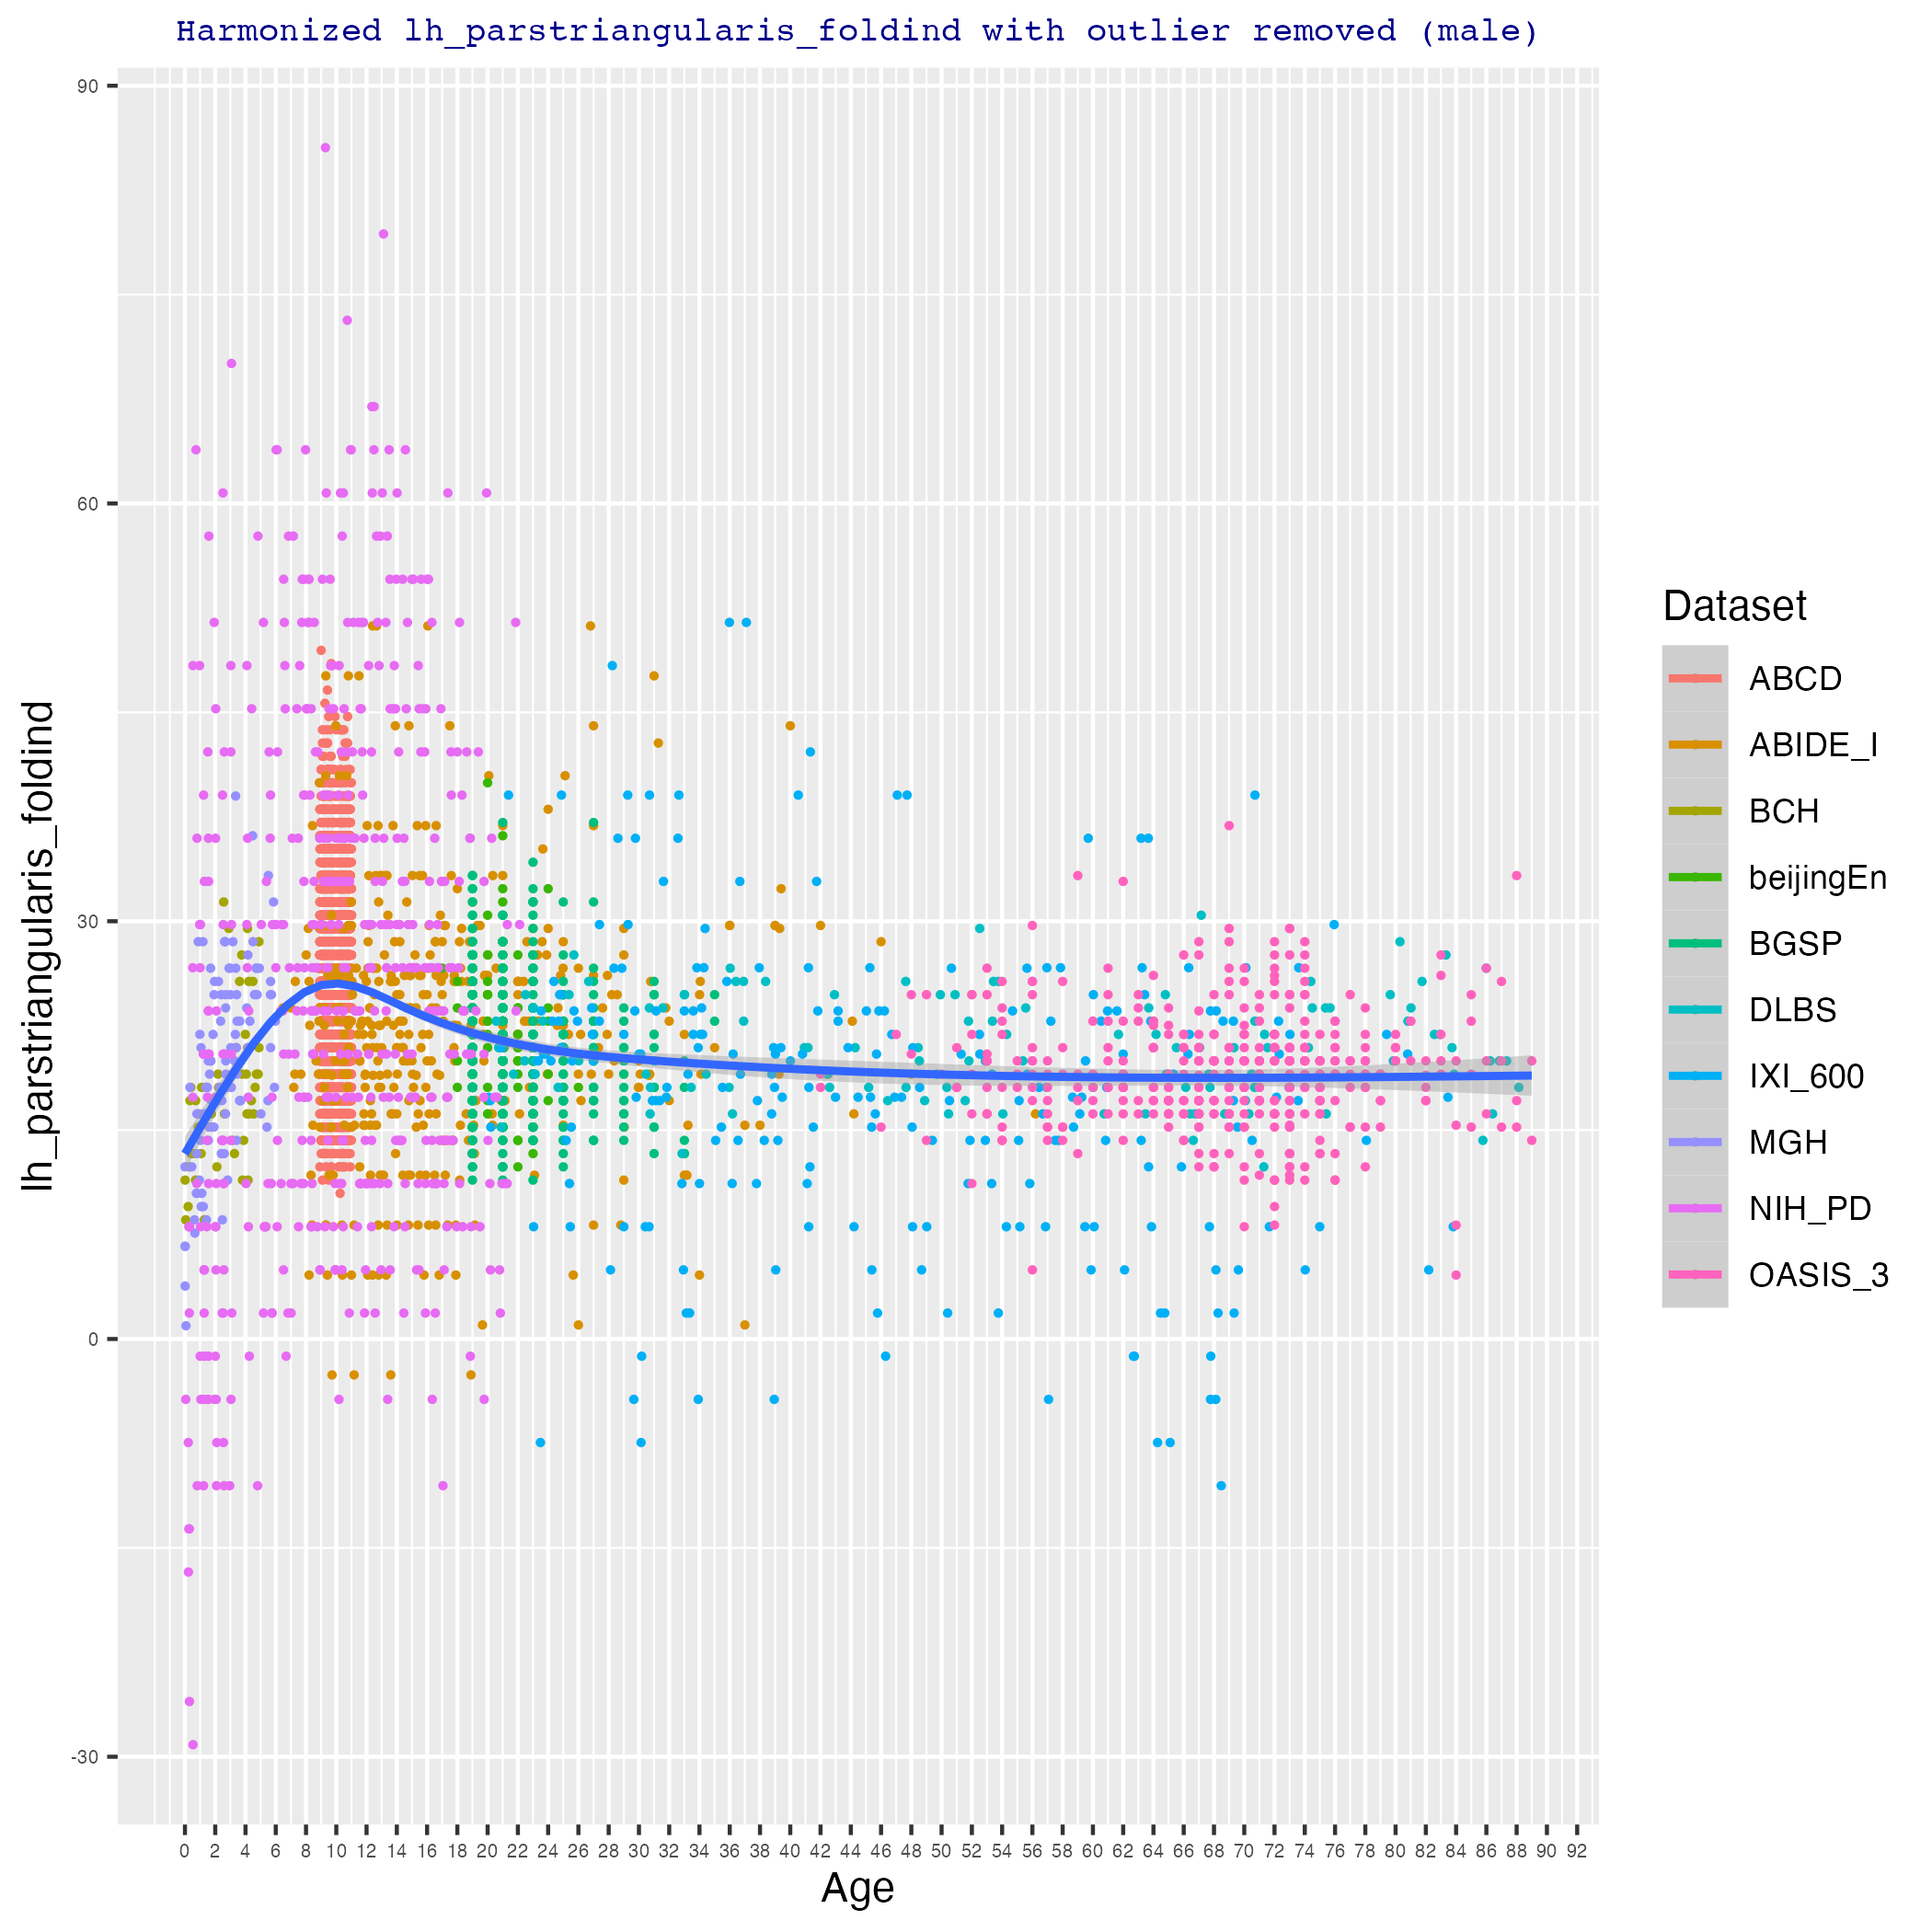 Harmonized lh_parstriangularis_foldind with outlier removed (male)
90
60
30
0
-30
lh_parstriangularis_foldind
0 2 4 6 8 10 12 14 16 18 20 22 24 26 28 30 32 34 36 38 40 42 44 46 48 50 52 54 56 58 60 62 64 66 68 70 72 74 76 78 80 82 84 86 88 90 92
Age
Dataset
ABCD
ABIDE_I
BCH
beijingEn
BGSP
DLBS
IXI_600
MGH
NIH_PD
OASIS_3